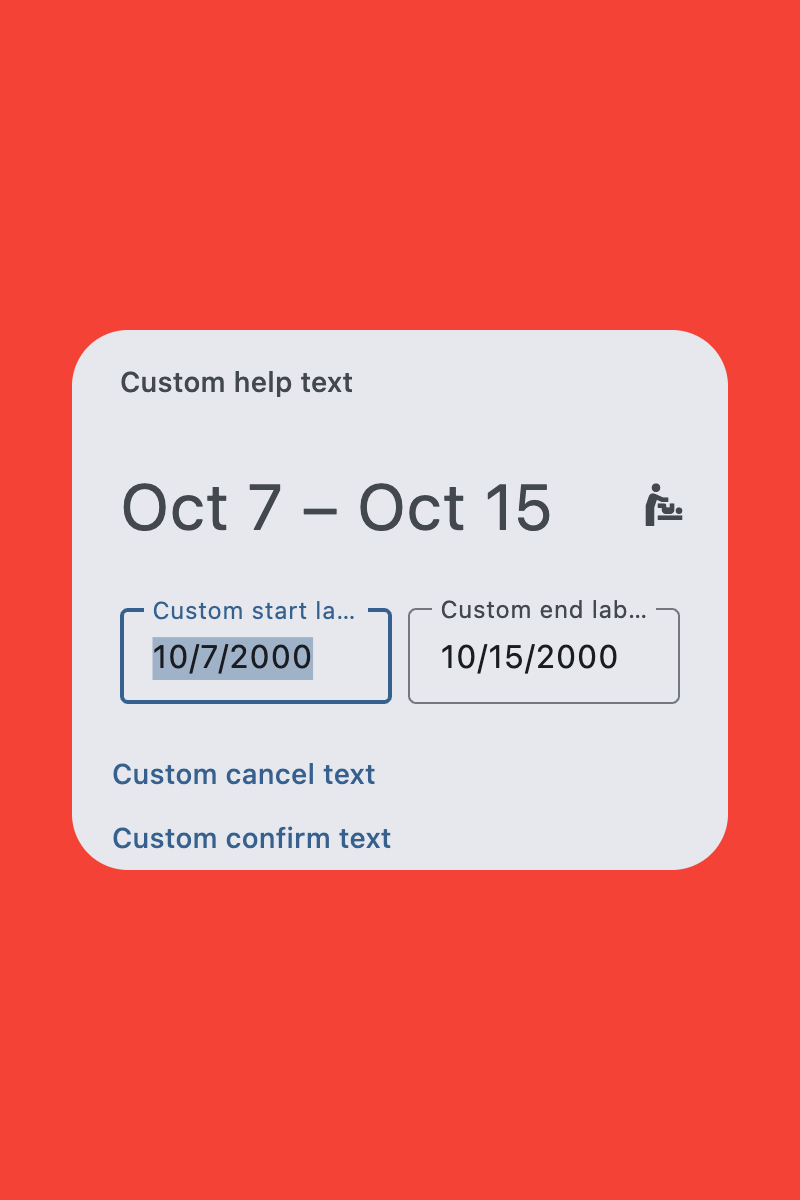 Custom help text
Oct 7 – Oct 15
Custom start la...
Custom end lab...
10/7/2000
10/15/2000
Custom cancel text
Custom confirm text